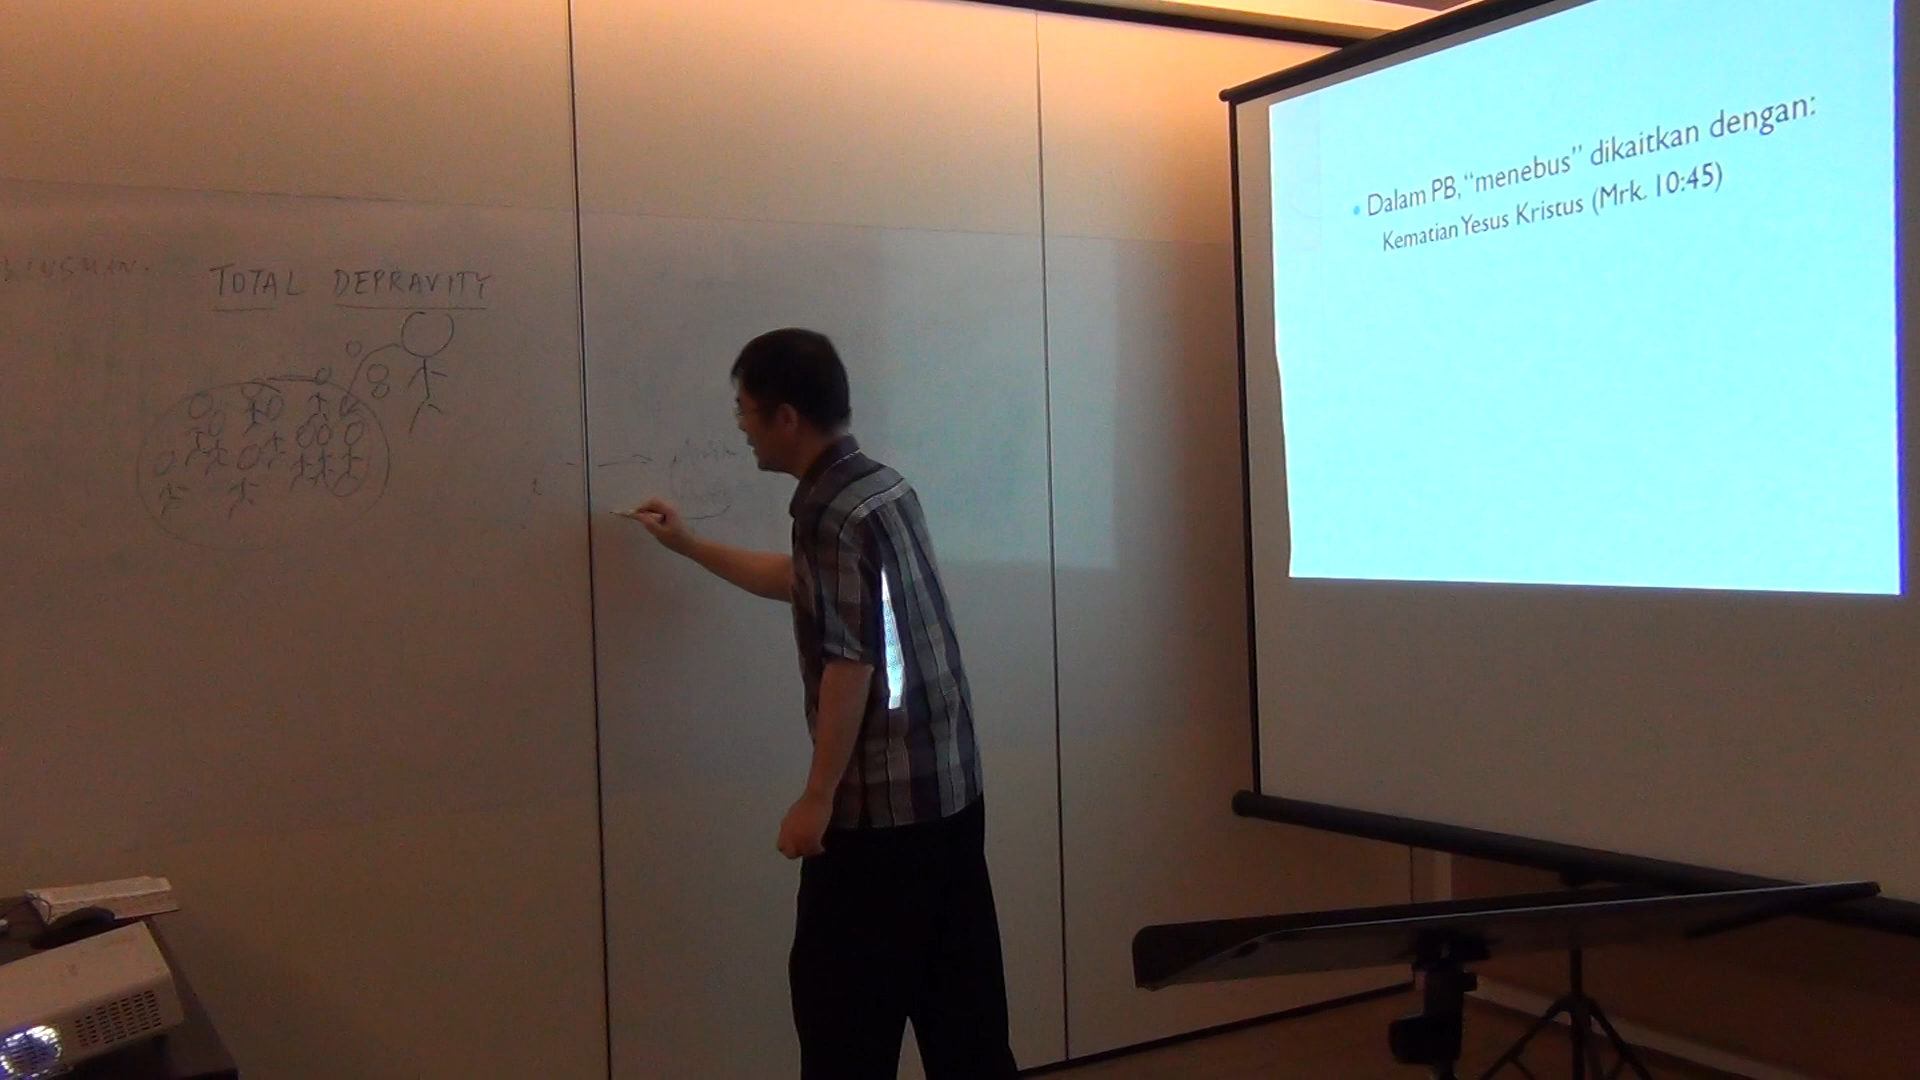 TOTAL DEPRAVITY
• Dalam PB, “menebus” dikaitkan dengan:
Kematian Yesus Kristus (Mrk. 10:45)